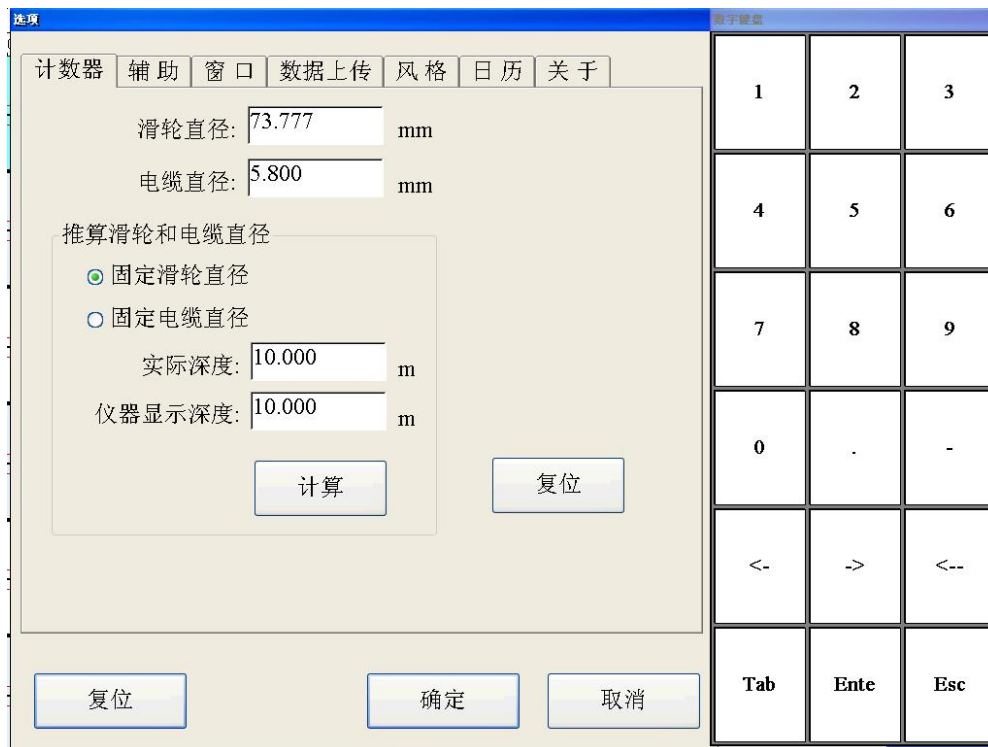 选项
计数器 辅助 窗口 数据上传 风格 日历 关于
滑轮直径: 73.777 mm
电缆直径: 5.800 mm
推算滑轮和电缆直径
固定滑轮直径
固定电缆直径
实际深度: 10.000 m
仪器显示深度: 10.000 m
计算 复位
复位 确定 取消
数字键盘
1 2 3
4 5 6
7 8 9
0 . -
<- -> <--
Tab Ente Esc